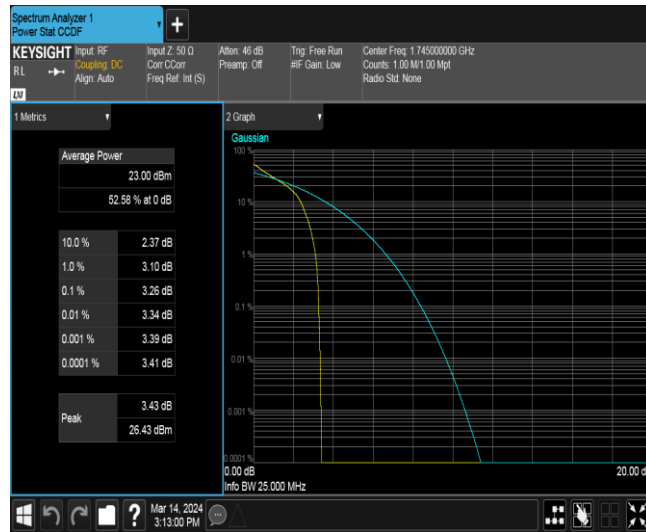 Spectrum Analyzer 1
Power Stat CCDF
+
KEYSIGHT
RL
LXI
Input: RF
Coupling: DC
Align: Auto
Input Z: 50 Ω
Corr CCorr
Freq Ref: Int (S)
Atten: 46 dB
Preamp: Off
Trig: Free Run
#IF Gain: Low
Center Freq: 1.745000000 GHz
Counts: 1.00 M/1.00 Mpt
Radio Std: None
1 Metrics
Average Power
23.00 dBm
52.58 % at 0 dB
10.0 % 2.37 dB
1.0 % 3.10 dB
0.1 % 3.26 dB
0.01 % 3.34 dB
0.001 % 3.39 dB
0.0001 % 3.41 dB
Peak
3.43 dB
26.43 dBm
2 Graph
Gaussian
100 %
10 %
1 %
0.1 %
0.01 %
0.001 %
0.0001 %
0.00 dB
20.00 d
Info BW 25.000 MHz
?
Mar 14, 2024
3:13:00 PM